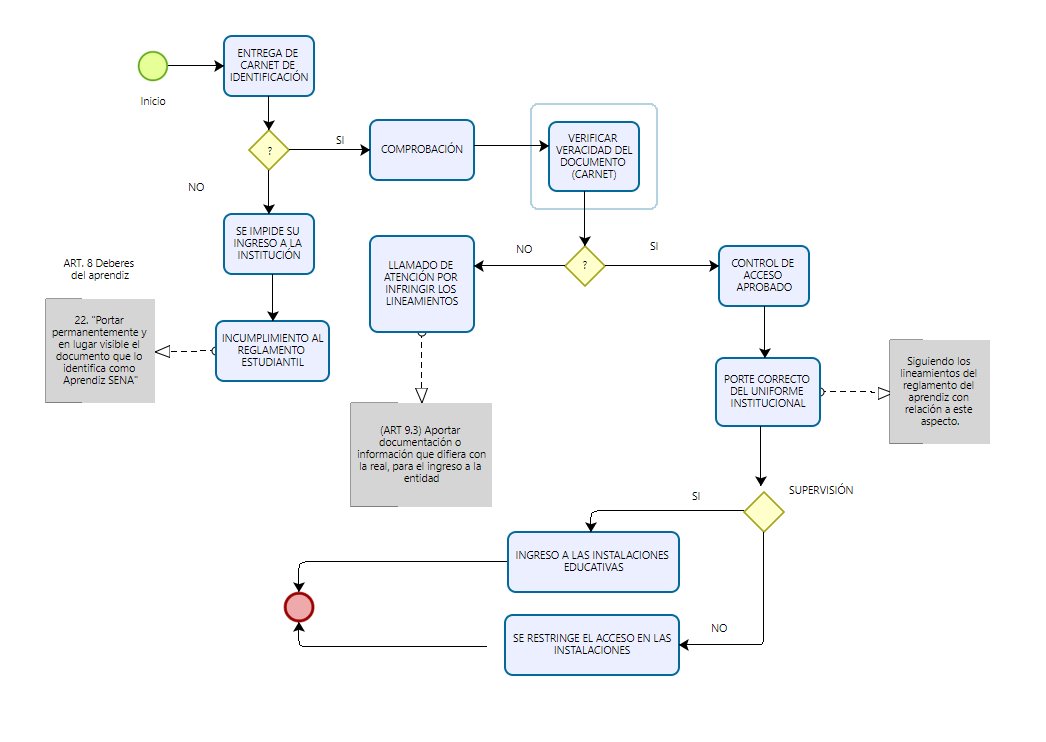 ENTREGA DE
CARNET DE
IDENTIFICACIÓN
Inicio
?
SI
COMPROBACIÓN
VERIFICAR
VERACIDAD DEL
DOCUMENTO
(CARNET)
NO
SE IMPIDE SU
INGRESO A LA
INSTITUCIÓN
ART. 8 Deberes
del aprendiz
22. "Portar
permanentemente y
en lugar visible el
documento que lo
identifica como
Aprendiz SENA"
INCUMPLIMIENTO AL
REGLAMENTO
ESTUDIANTIL
?
NO
SI
LLAMADO DE
ATENCIÓN POR
INFRINGIR LOS
LINEAMIENTOS
(ART 9.3) Aportar
documentación o
información que difiera con
la real, para el ingreso a la
entidad
CONTROL DE
ACCESO
APROBADO
PORTE CORRECTO
DEL UNIFORME
INSTITUCIONAL
Siguiendo los
lineamientos del
reglamento del
aprendiz con
relación a este
aspecto.
SUPERVISIÓN
SI
INGRESO A LAS INSTALACIONES
EDUCATIVAS
NO
SE RESTRINGE EL ACCESO EN LAS
INSTALACIONES